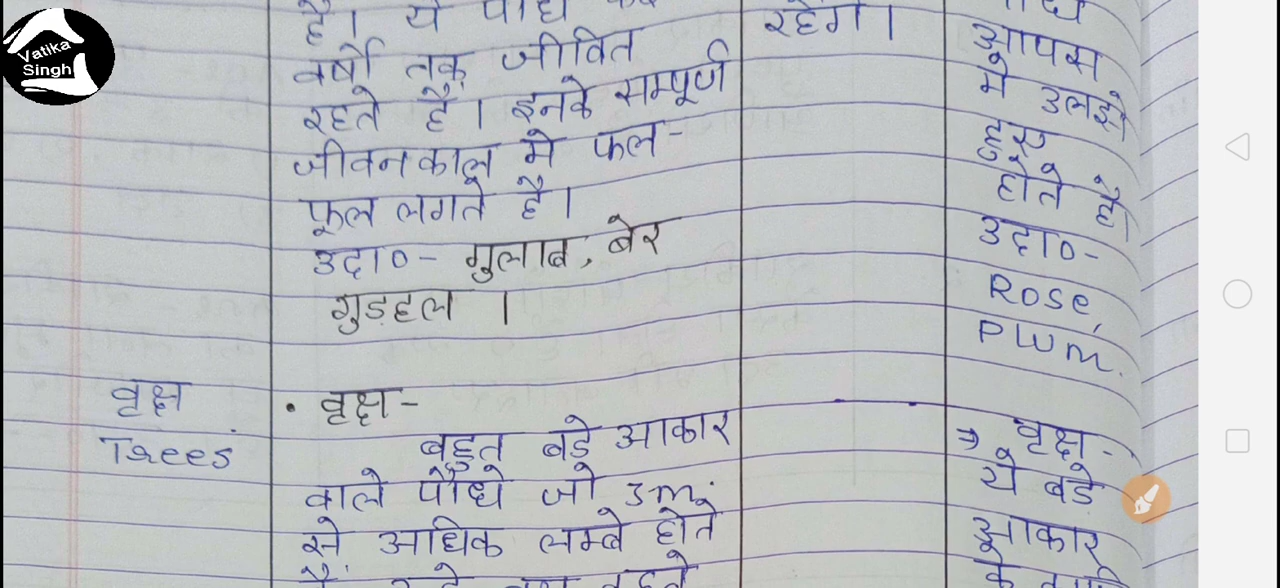 Vatika
Singh
है। ये पौधे
वर्षो तक जीवित
रहते है। इनके सम्पूर्ण
जीवनकाल मे फल-
फूल लगते है।
उदा०- गुलाब, बेर
गुड़हल ।
रहेंगे।
आपस
मे उलझे
हुए
होते है।
उदा०-
Rose,
Plum.
वृक्ष
Trees
• वृक्ष-
बहुत बडे आकार
वाले पौधे जो 3m.
से अधिक लम्बे होते
⇒ वृक्ष-
ये बड़े
आकार
के